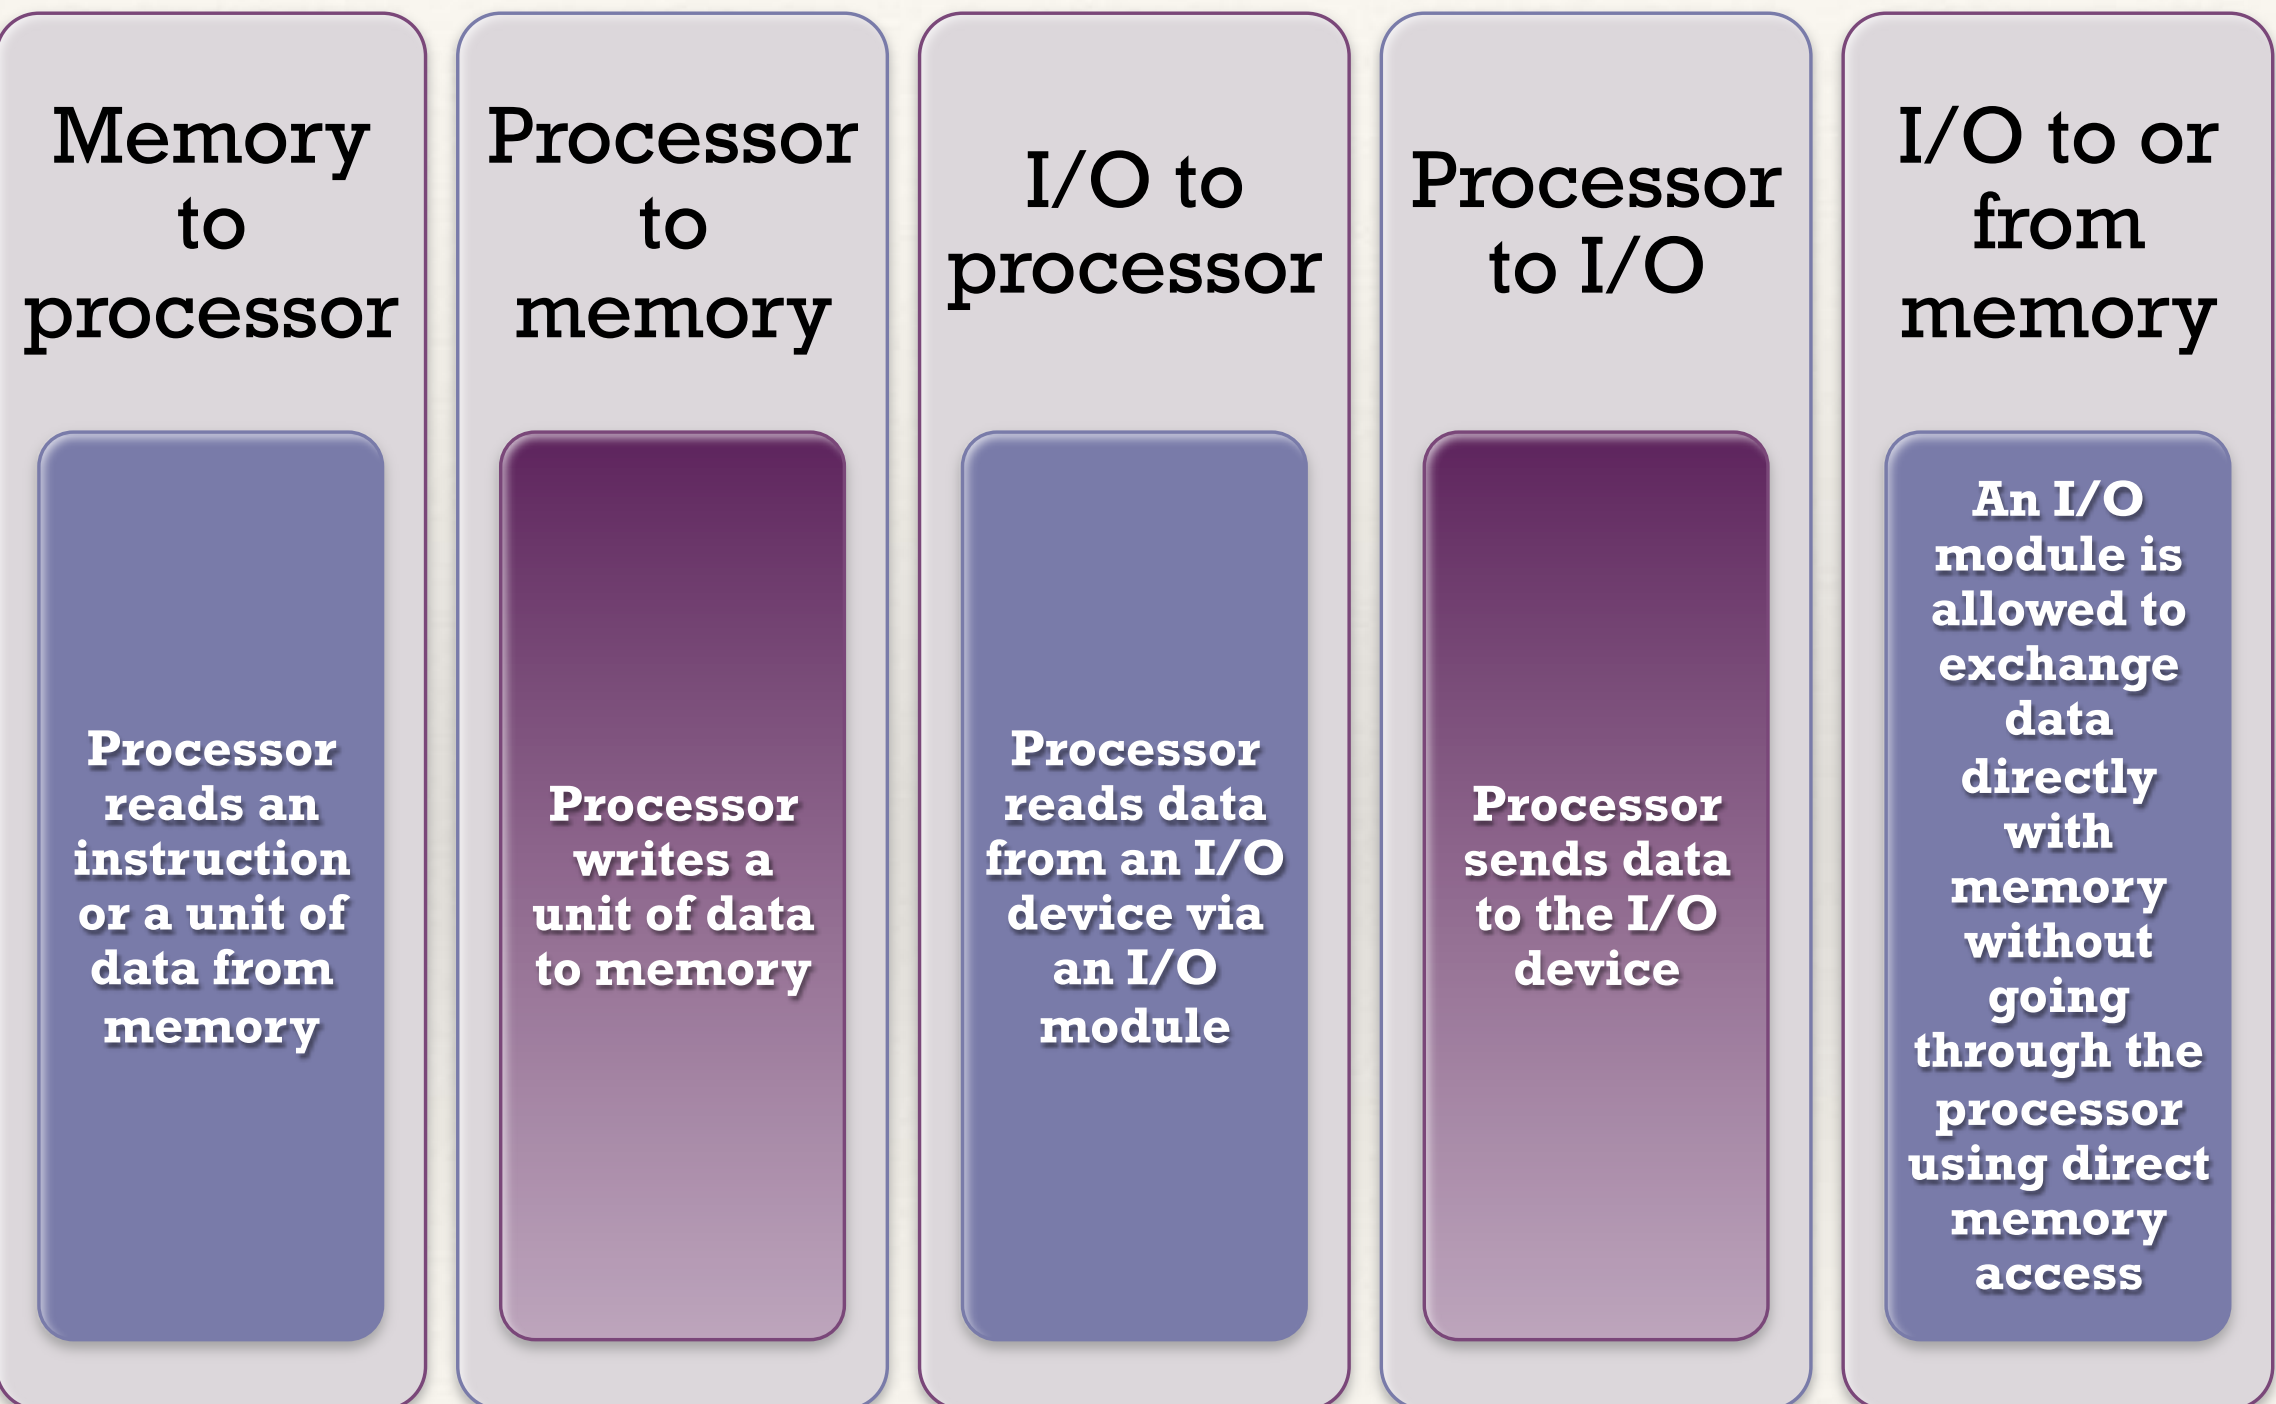 Memory
to
processor
Processor
reads an
instruction
or a unit of
data from
memory
Processor
to
memory
Processor
writes a
unit of data
to memory
I/O to
processor
Processor
reads data
from an I/O
device via
an I/O
module
Processor
to I/O
Processor
sends data
to the I/O
device
I/O to or
from
memory
An I/O
module is
allowed to
exchange
data
directly
with
memory
without
going
through the
processor
using direct
memory
access